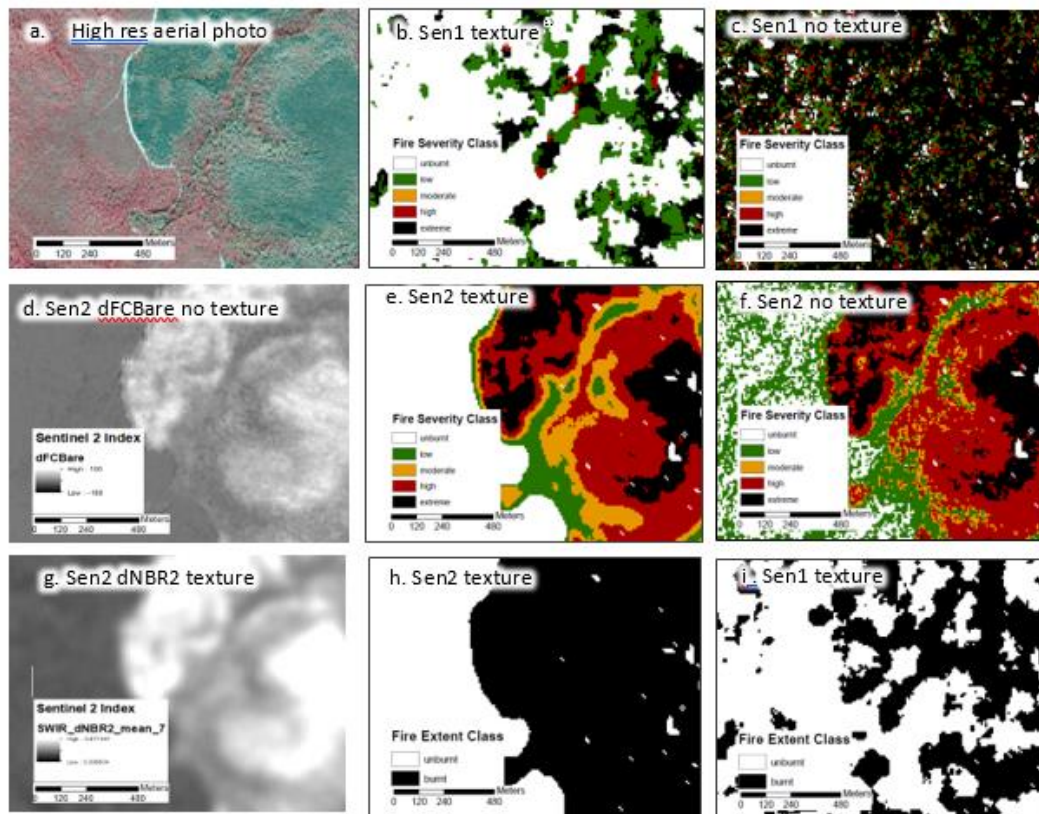 a. High res aerial photo
Meters
0 120 240 480
b. Sen1 texture
Fire Severity Class
unburnt
low
moderate
high
extreme
Meters
0 120 240 480
c. Sen1 no texture
Fire Severity Class
unburnt
low
moderate
high
extreme
Meters
0 120 240 480
d. Sen2 dFCBare no texture
Sentinel 2 Index
dFCBare
Meters
0 120 240 480
e. Sen2 texture
Fire Severity Class
unburnt
low
moderate
high
extreme
Meters
0 120 240 480
f. Sen2 no texture
Fire Severity Class
unburnt
low
moderate
high
extreme
Meters
0 120 240 480
g. Sen2 dNBR2 texture
Sentinel 2 Index
SWIR_dNBR2_mean_7
Meters
0 120 240 480
h. Sen2 texture
Fire Extent Class
unburnt
burnt
Meters
0 120 240 480
i. Sen1 texture
Fire Extent Class
unburnt
burnt
Meters
0 120 240 480